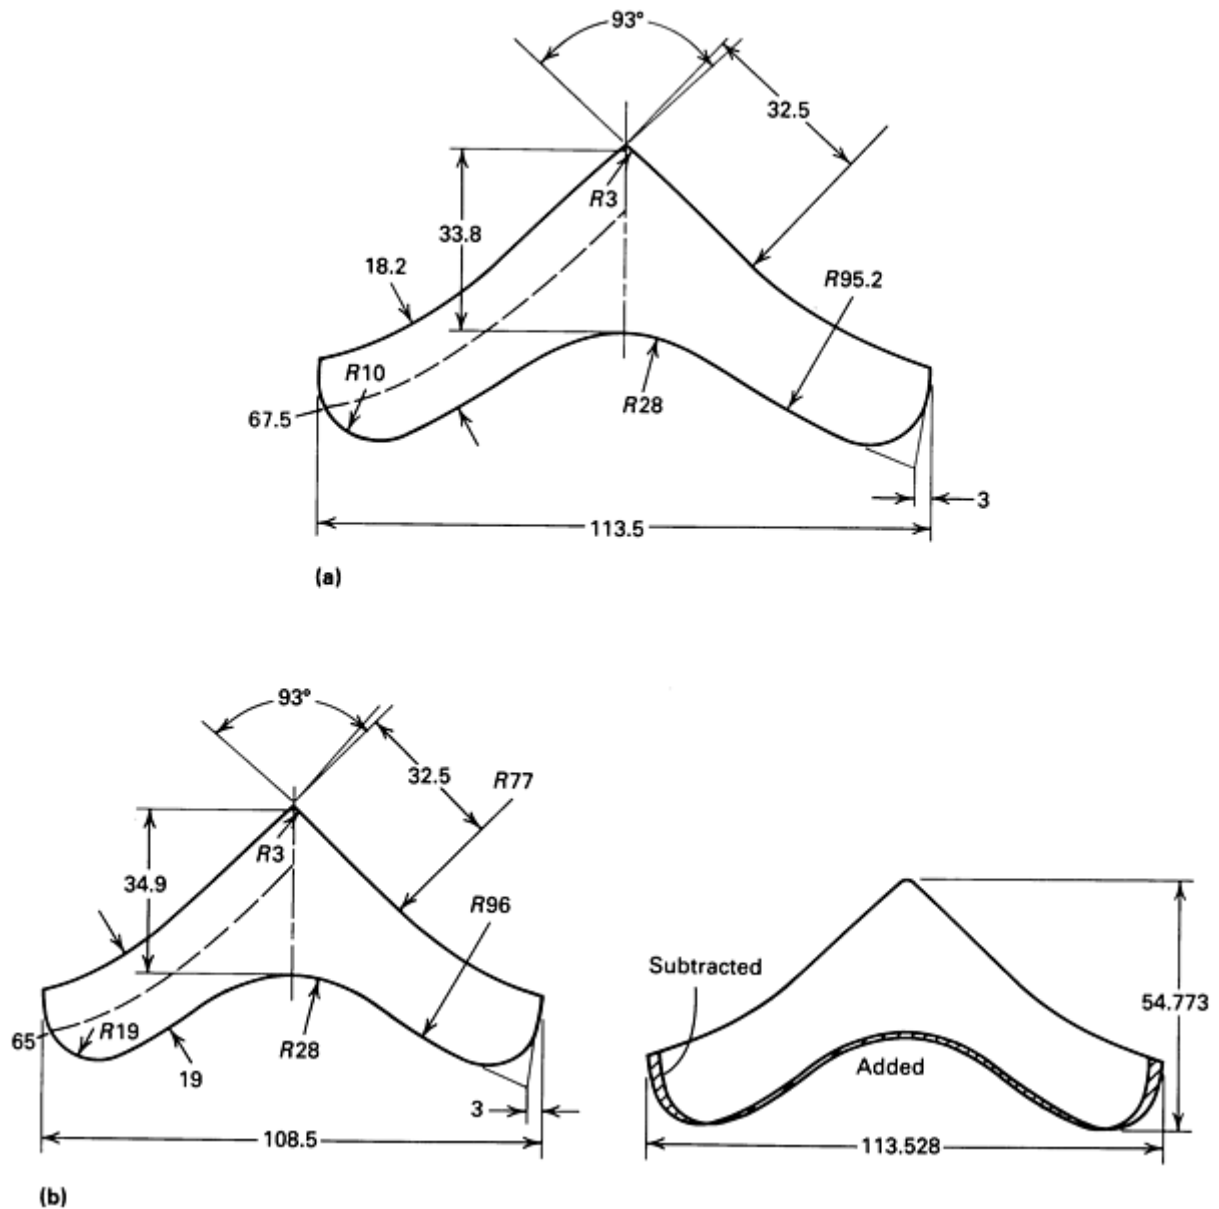 93°
32.5
R3
33.8
18.2
R95.2
R10
R28
67.5
3
113.5
(a)
93°
32.5
R77
R3
34.9
R96
Subtracted
54.773
65
R19
R28
Added
19
3
108.5
113.528
(b)